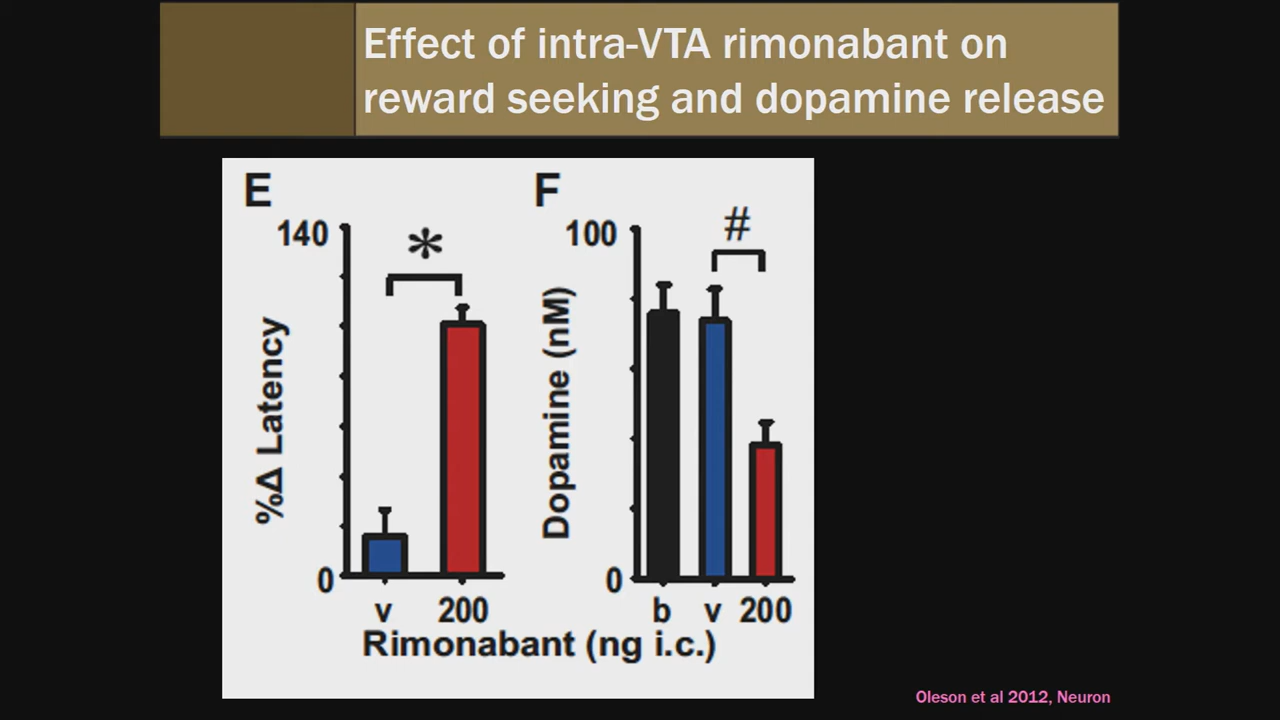 Effect of intra-VTA rimonabant on
reward seeking and dopamine release
E
140
*
%Δ Latency
0
v 200
F
100
#
Dopamine (nM)
0
b v 200
Rimonabant (ng i.c.)
Oleson et al 2012, Neuron